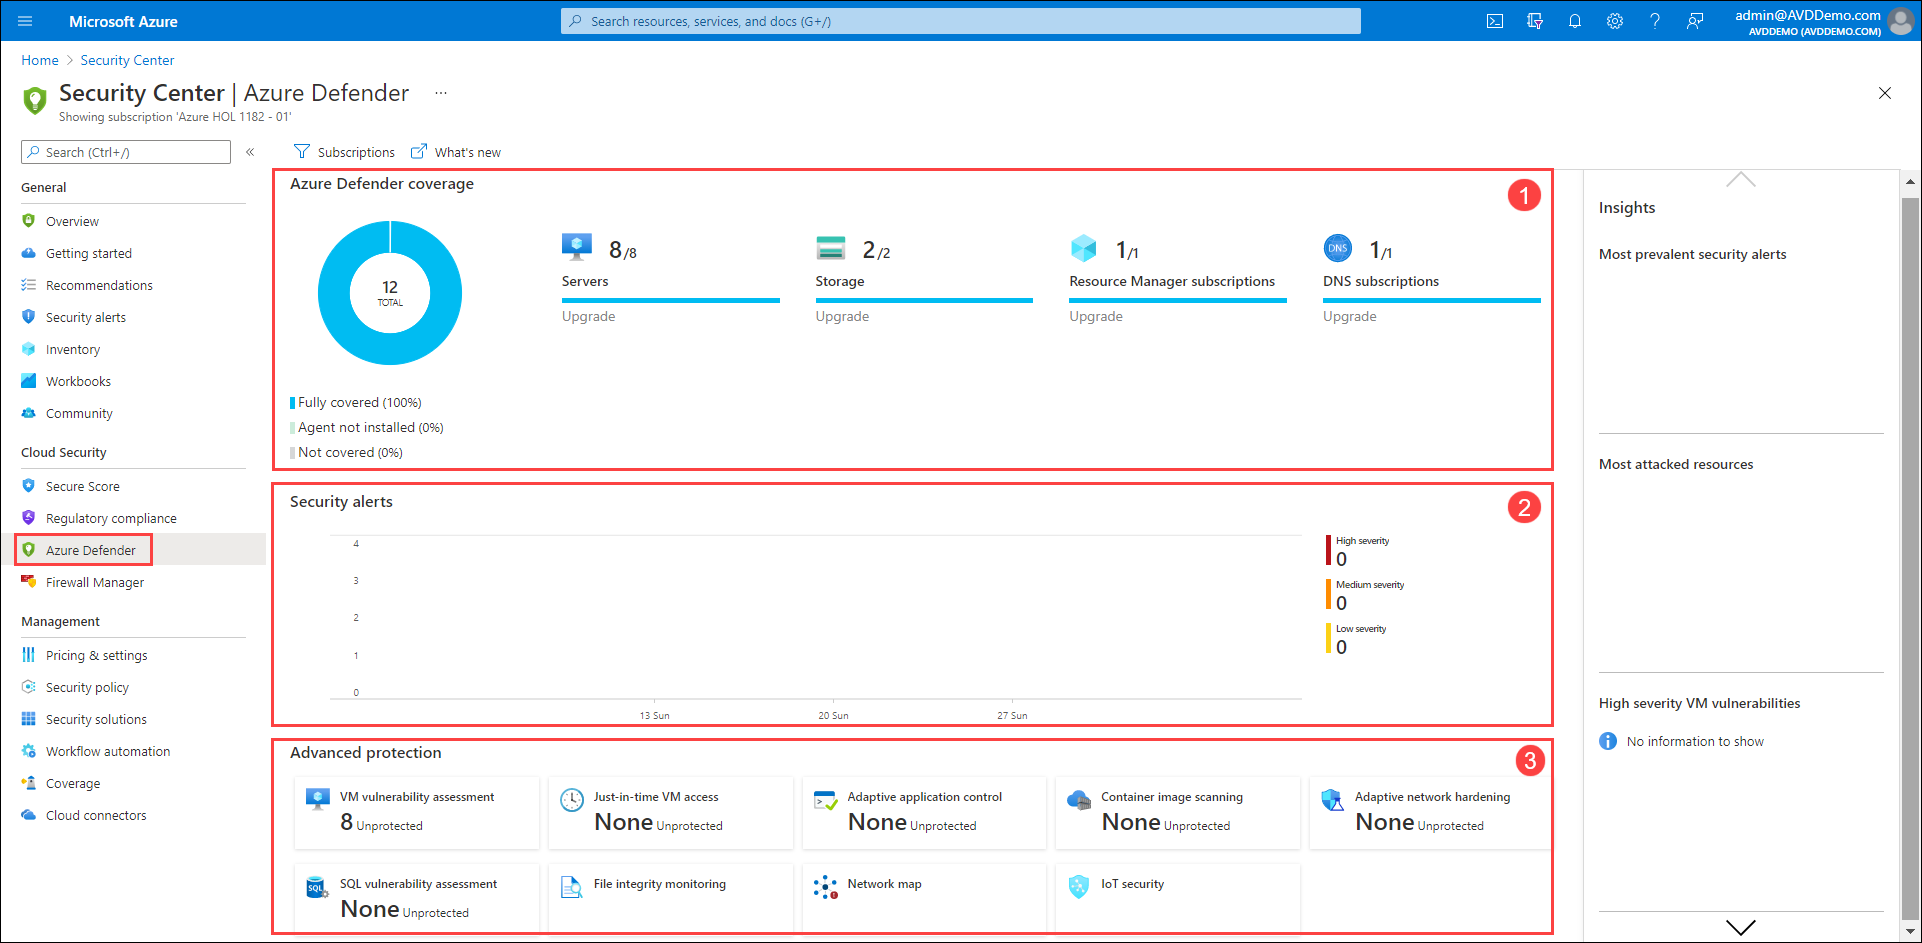 Microsoft Azure
Search resources, services, and docs (G+/)
admin@AVDDemo.com
AVDDEMO (AVDDEMO.COM)
Home > Security Center
Security Center | Azure Defender ...
Showing subscription 'Azure HOL 1182 - 01'
Search (Ctrl+/)
«
General
Overview
Getting started
Recommendations
Security alerts
Inventory
Workbooks
Community
Cloud Security
Secure Score
Regulatory compliance
Azure Defender
Firewall Manager
Management
Pricing & settings
Security policy
Security solutions
Workflow automation
Coverage
Cloud connectors
Subscriptions
What's new
Azure Defender coverage
1
12
TOTAL
8/8
Servers
Upgrade
2/2
Storage
Upgrade
1/1
Resource Manager subscriptions
Upgrade
DNS
1/1
DNS subscriptions
Upgrade
Fully covered (100%)
Agent not installed (0%)
Not covered (0%)
Security alerts
2
4
3
2
1
0
13 Sun
20 Sun
27 Sun
High severity
0
Medium severity
0
Low severity
0
Advanced protection
3
VM vulnerability assessment
8 Unprotected
Just-in-time VM access
None Unprotected
Adaptive application control
None Unprotected
Container image scanning
None Unprotected
Adaptive network hardening
None Unprotected
SQL
SQL vulnerability assessment
None Unprotected
File integrity monitoring
Network map
IoT security
Insights
Most prevalent security alerts
Most attacked resources
High severity VM vulnerabilities
No information to show